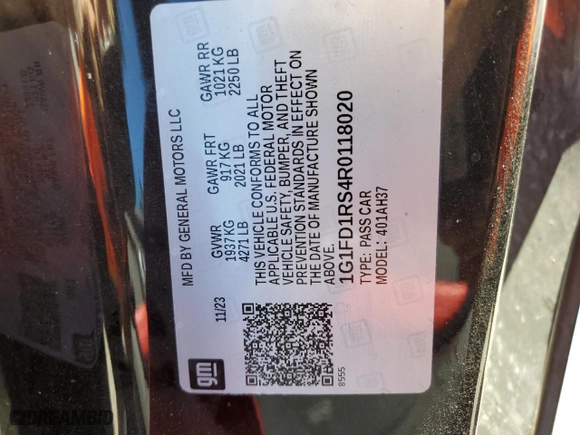 MFD BY GENERAL MOTORS LLC
GVWR GAWR FRT GAWR RR
1937 KG 917 KG 1021 KG
4271 LB 2021 LB 2250 LB
THIS VEHICLE CONFORMS TO ALL
APPLICABLE U.S. FEDERAL MOTOR
VEHICLE SAFETY, BUMPER, AND THEFT
PREVENTION STANDARDS IN EFFECT ON
THE DATE OF MANUFACTURE SHOWN
ABOVE.
1G1FD1RS4R0118020
TYPE: PASS CAR
MODEL: 401AH37
11/23
gm
8555
DREAMBID